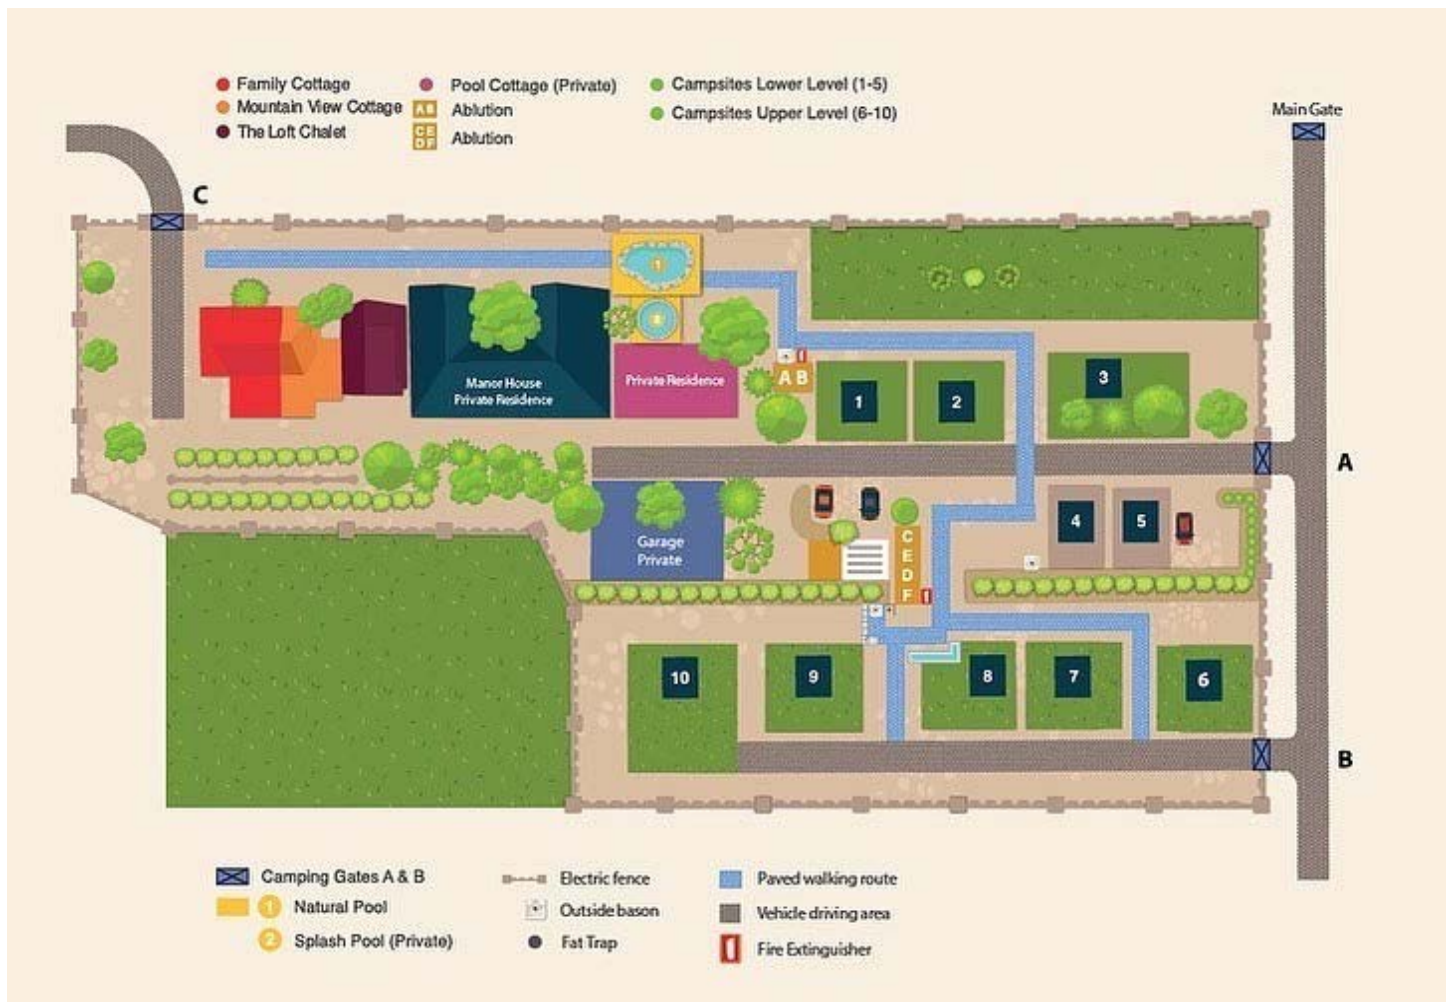 Family Cottage
Mountain View Cottage
The Loft Chalet
Pool Cottage (Private)
AB Ablution
CE
DF Ablution
Campsites Lower Level (1-5)
Campsites Upper Level (6-10)
Main Gate
C
1
2
Manor House
Private Residence
Private Residence
A B
1
2
3
A
Garage
Private
C
E
D
F
4
5
10
9
8
7
6
B
Camping Gates A & B
1 Natural Pool
2 Splash Pool (Private)
Electric fence
Outside bason
Fat Trap
Paved walking route
Vehicle driving area
Fire Extinguisher